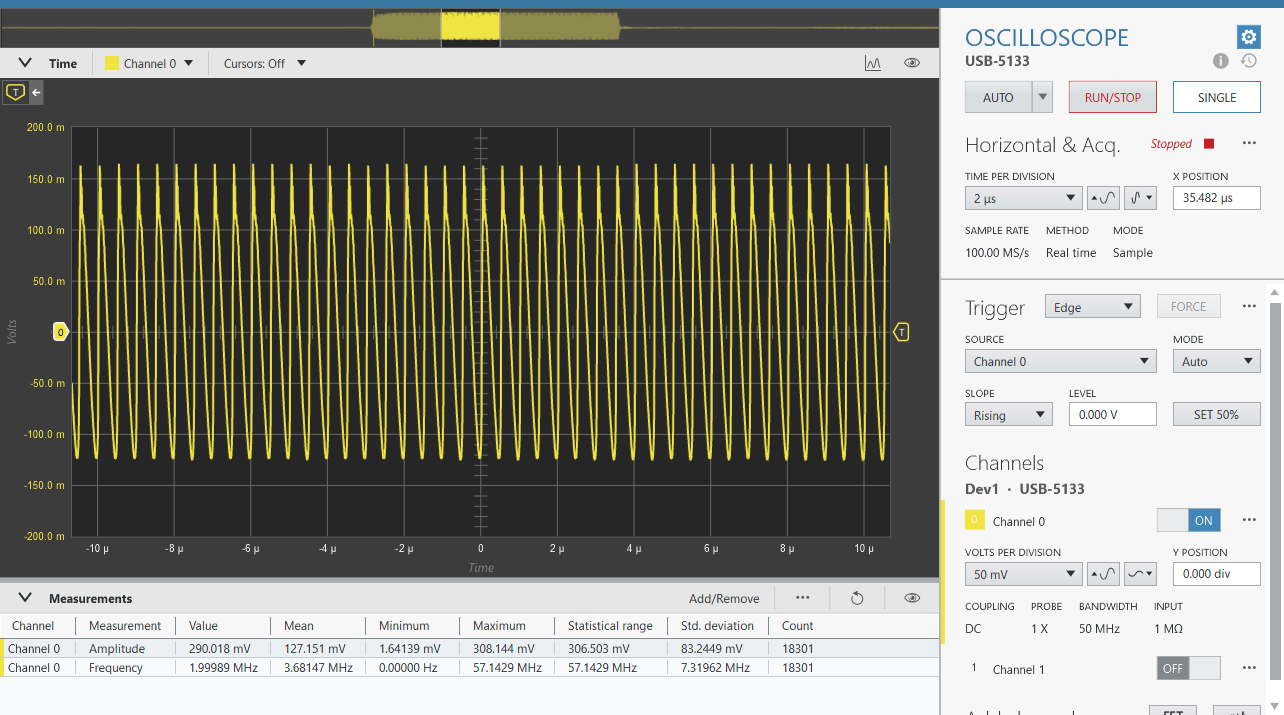 Time Channel 0 Cursors: Off
T
200.0 m
150.0 m
100.0 m
50.0 m
0
-50.0 m
-100.0 m
-150.0 m
-200.0 m
Volts
T
-10 µ -8 µ -6 µ -4 µ -2 µ 0 2 µ 4 µ 6 µ 8 µ 10 µ
Time
Measurements Add/Remove ...
Channel Measurement Value Mean Minimum Maximum Statistical range Std. deviation Count
Channel 0 Amplitude 290.018 mV 127.151 mV 1.64139 mV 308.144 mV 306.503 mV 83.2449 mV 18301
Channel 0 Frequency 1.99989 MHz 3.68147 MHz 0.00000 Hz 57.1429 MHz 57.1429 MHz 7.31962 MHz 18301
OSCILLOSCOPE
USB-5133
AUTO RUN/STOP SINGLE
Horizontal & Acq. Stopped ...
TIME PER DIVISION X POSITION
2 µs 35.482 µs
SAMPLE RATE METHOD MODE
100.00 MS/s Real time Sample
Trigger Edge FORCE ...
SOURCE MODE
Channel 0 Auto
SLOPE LEVEL
Rising 0.000 V SET 50%
Channels
Dev1 · USB-5133
0 Channel 0 ON ...
VOLTS PER DIVISION Y POSITION
50 mV 0.000 div
COUPLING PROBE BANDWIDTH INPUT
DC 1 X 50 MHz 1 MΩ
1 Channel 1 OFF ...